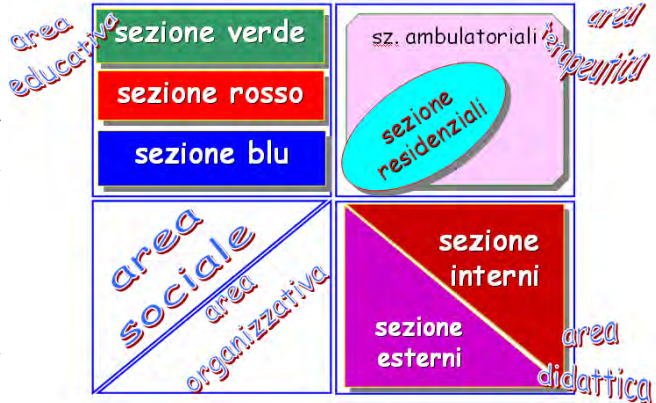 area
educativa
sezione verde
sezione rosso
sezione blu
sz. ambulatoriali
sezione
residenziali
area
terapeutica
area
sociale
area
organizzativa
sezione
interni
sezione
esterni
area
didattica